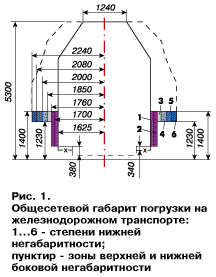 1240
5300
2240
2080
2000
1850
1760
1700
1625
1 3 5
2 4 6
1400
1230
x
x
380
340
1230
1400
Рис. 1.
Общесетевой габарит погрузки на
железнодорожном транспорте:
1...6 - степени нижней
негабаритности;
пунктир - зоны верхней и нижней
боковой негабаритности